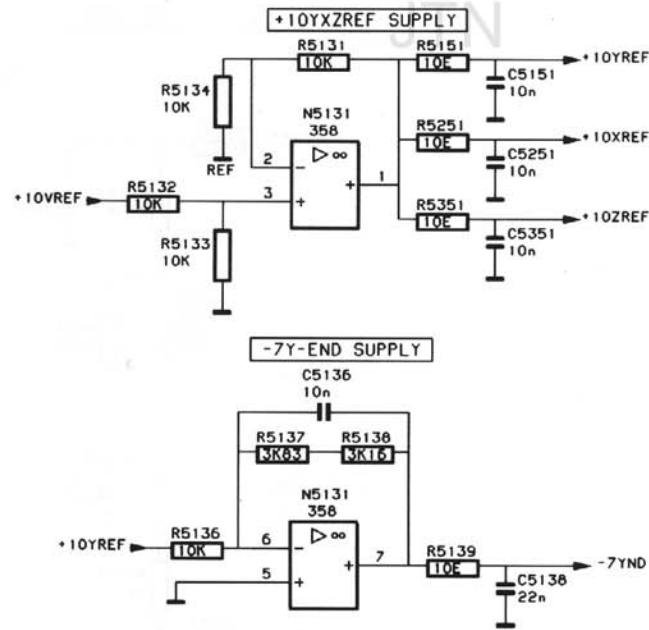 JTN
+10YXZREF SUPPLY
R5131
10K
R5151
10E
+10YREF
C5151
10n
R5134
10K
REF
N5131
358
▷ ∞
2
−
3
+
+
1
R5251
10E
+10XREF
C5251
10n
+10VREF
R5132
10K
R5133
10K
R5351
10E
+10ZREF
C5351
10n
-7Y-END SUPPLY
C5136
10n
R5137
3K83
R5138
3K16
N5131
358
▷ ∞
+10YREF
R5136
10K
6
−
5
+
+
7
R5139
10E
-7YND
C5138
22n